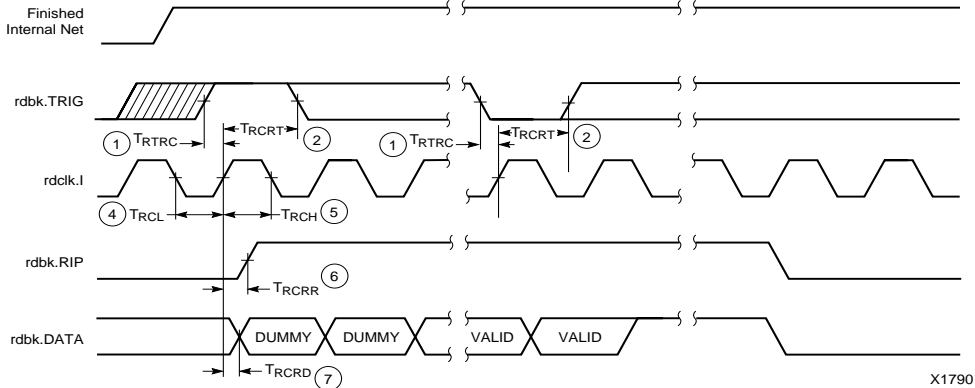 Finished
Internal Net
rdbk.TRIG
1 TRTRC TRCRT 2 1 TRTRC TRCRT 2
rdclk.I
4 TRCL TRCH 5
rdbk.RIP
TRCRR 6
rdbk.DATA DUMMY DUMMY VALID VALID
TRCRD 7
X1790